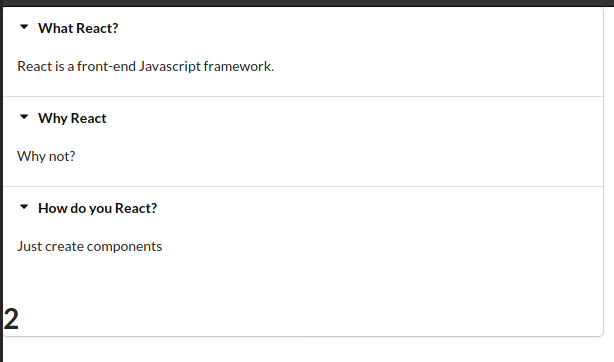 What React?
React is a front-end Javascript framework.
Why React
Why not?
How do you React?
Just create components
2